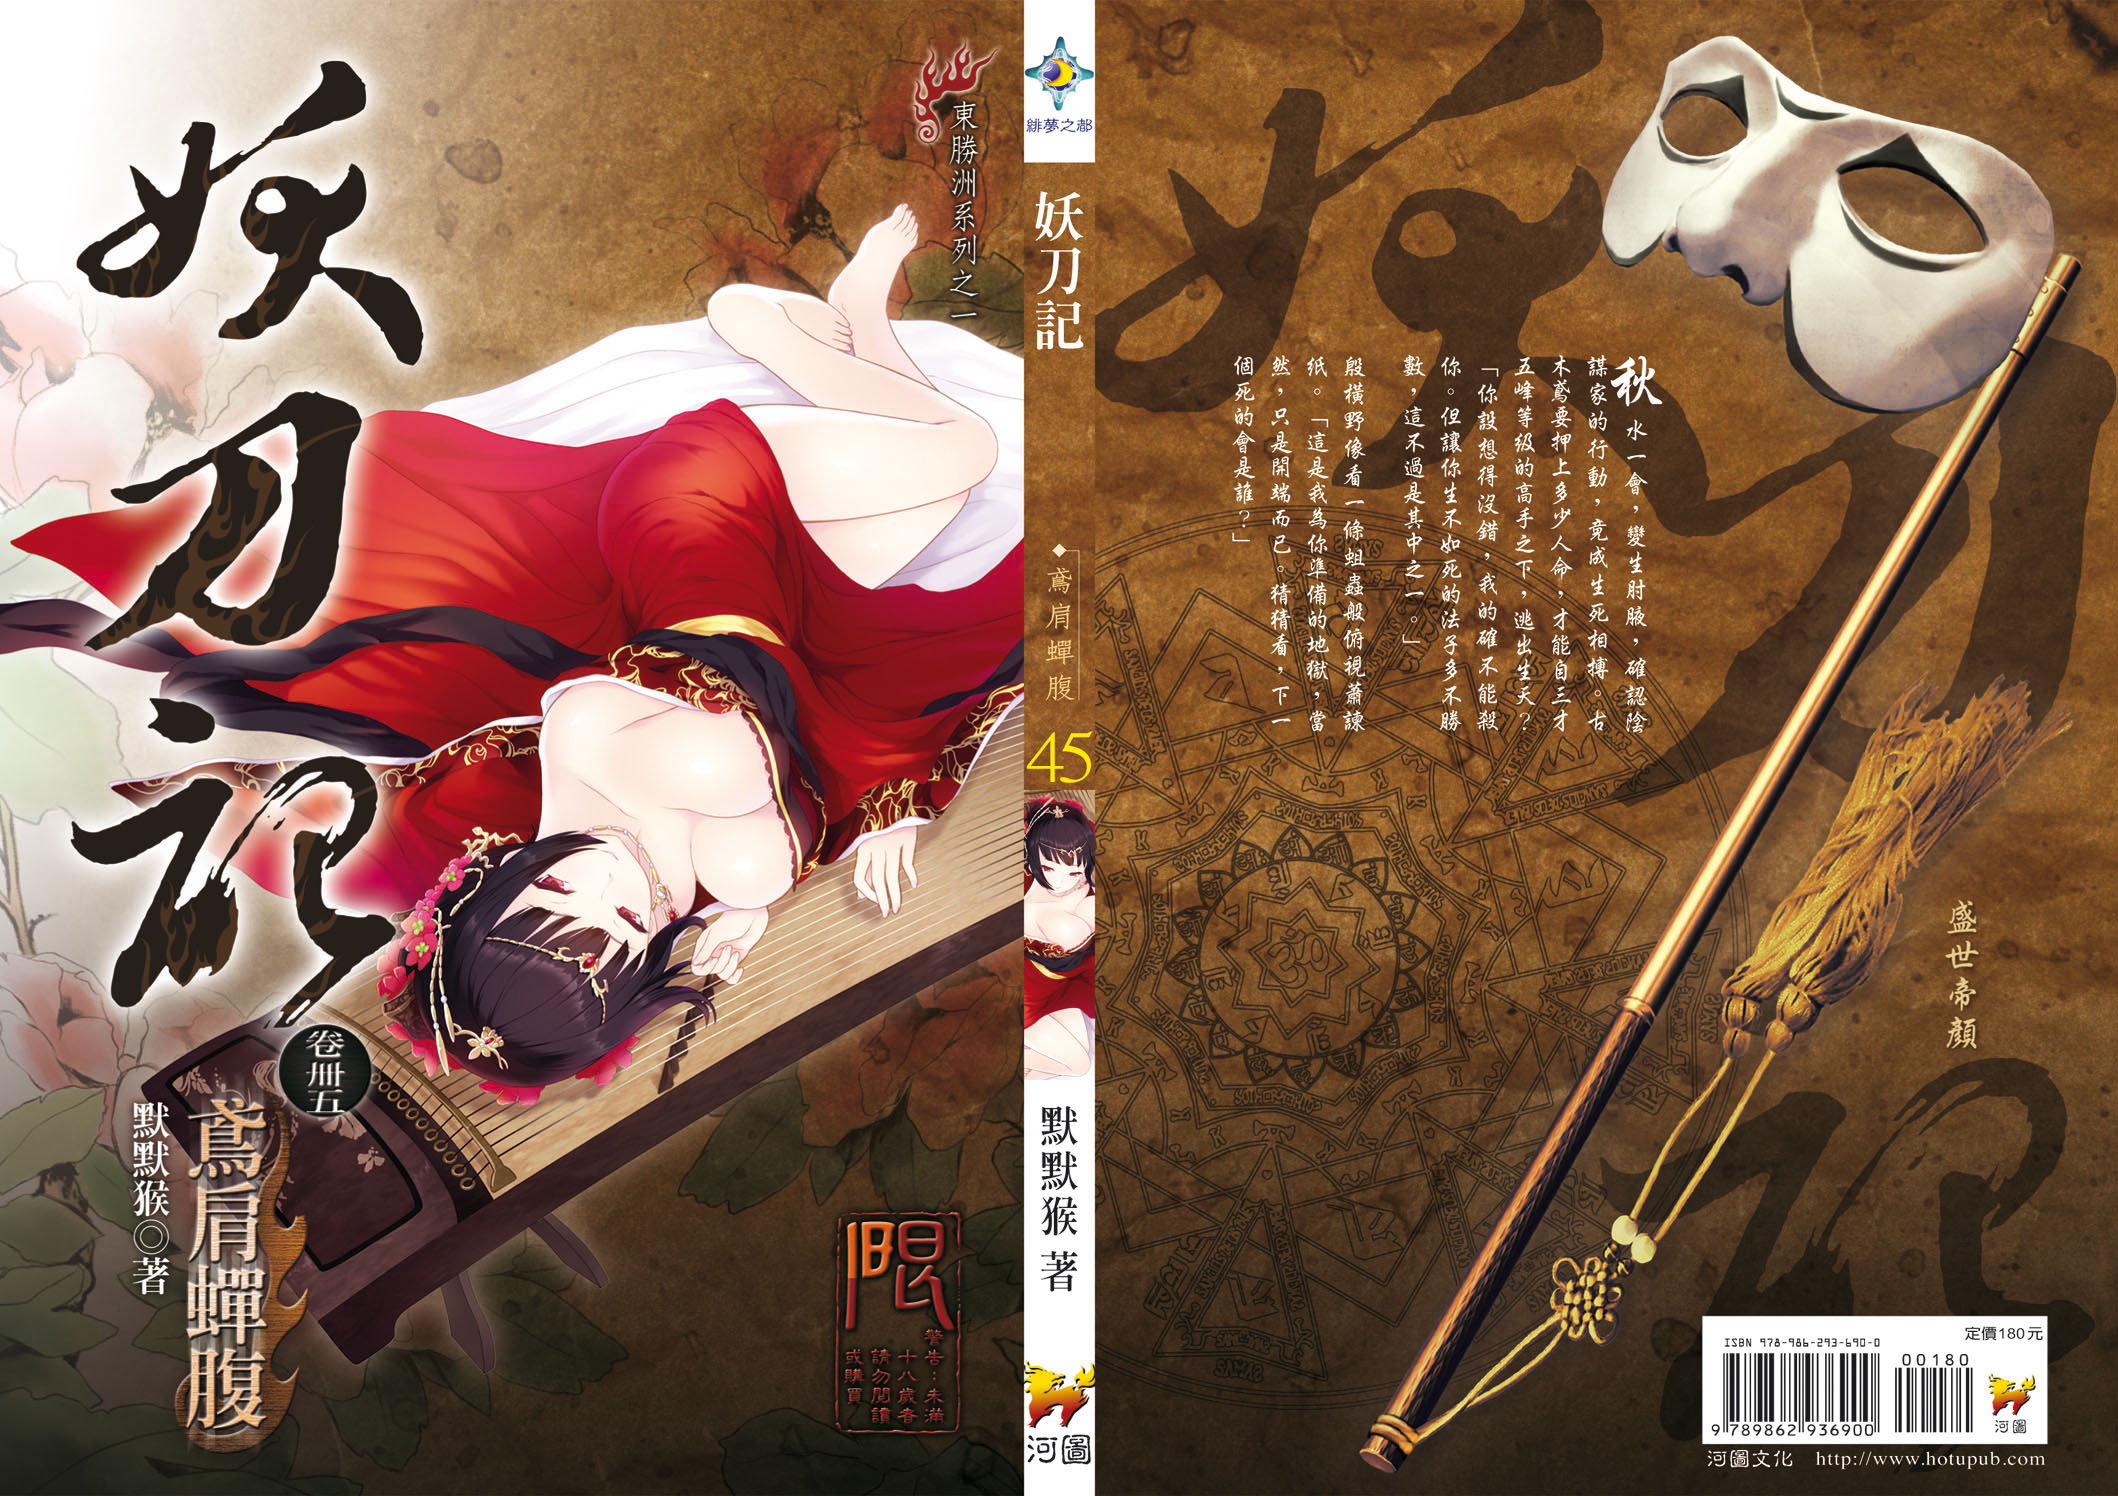 東勝洲系列之一
妖刀記
卷卌五
鳶肩蟬腹
默默猴◎著
限
18
警告：未滿
十八歲者
請勿閱讀
或購買
緋夢之都
妖刀記
鳶肩蟬腹
45
默默猴 著
河圖
妖刀記
秋水一會，變生肘腋，確認陰
謀家的行動，竟成生死相搏。古
木鳶要押上多少人命，才能自三才
五峰等級的高手之下，逃出生天？
「你設想得沒錯，我的確不能殺
你。但讓你生不如死的法子多不勝
數，這不過是其中之一。」
殷橫野像看一條蛆蟲般俯視蕭諫
紙。「這是我為你準備的地獄，當
然，只是開端而已。猜猜看，下一
個死的會是誰？」
盛世帝顏
ISBN 978-986-293-690-0
定價180元
00180
9 789862 936900
河圖
河圖文化 http://www.hotupub.com